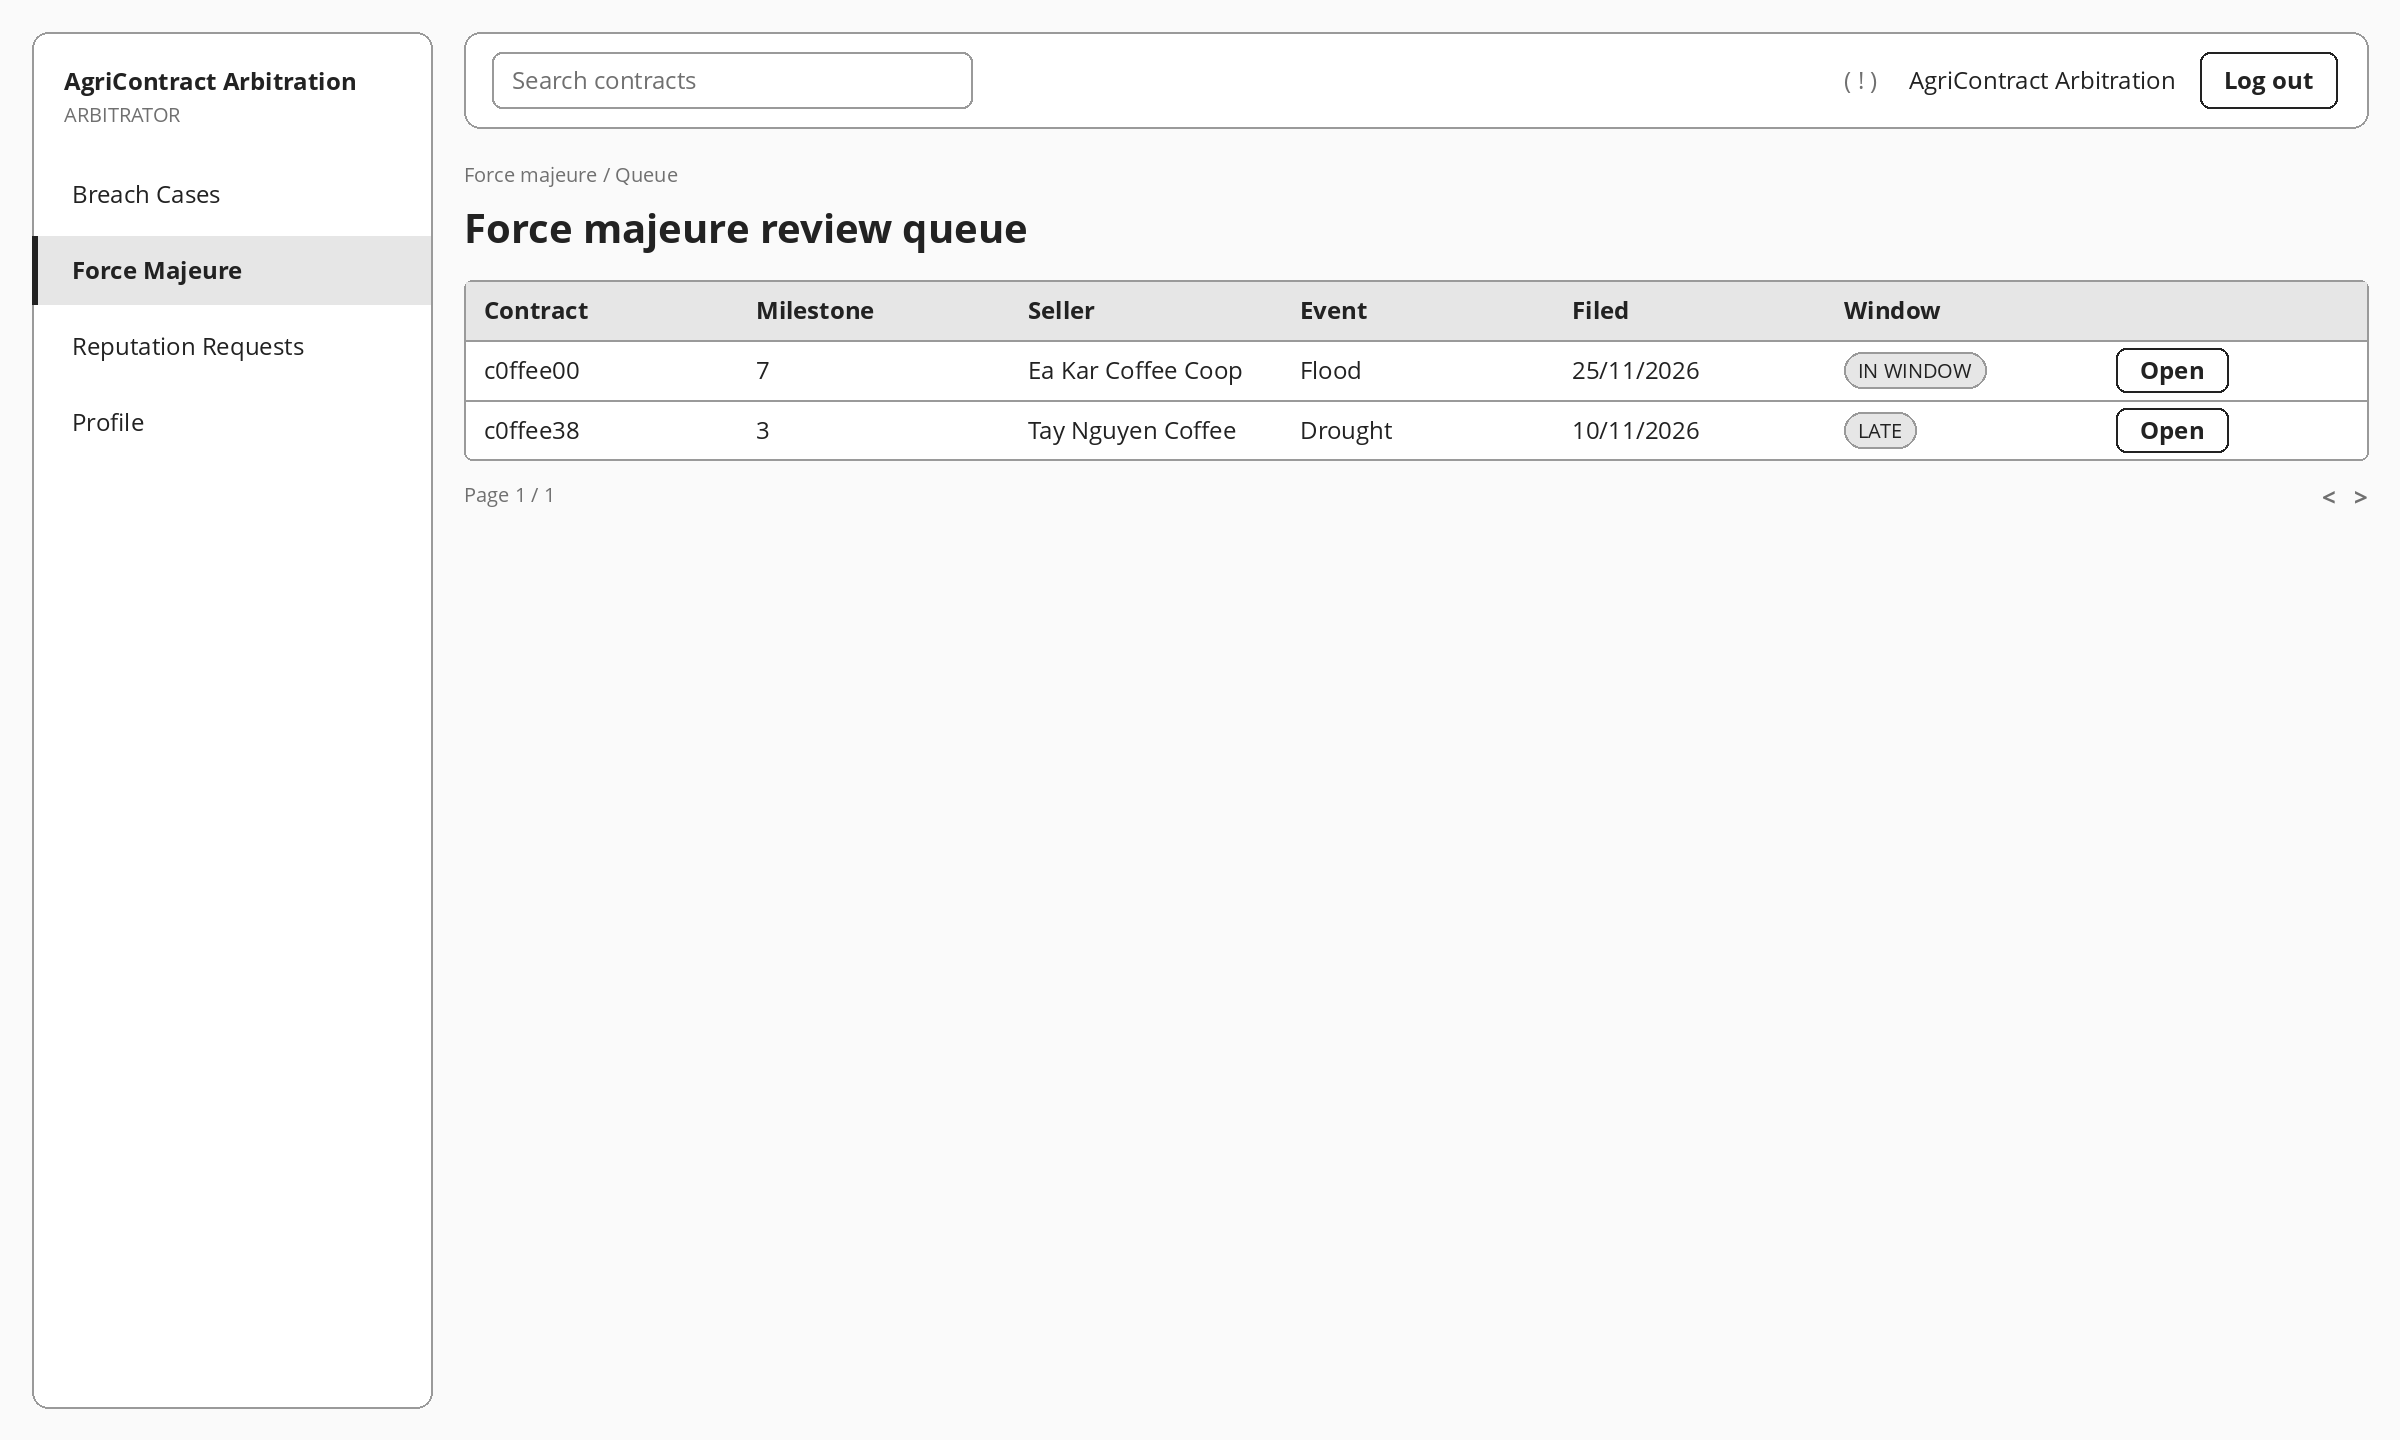 AgriContract Arbitration
ARBITRATOR
Breach Cases
Force Majeure
Reputation Requests
Profile
Search contracts
(!) AgriContract Arbitration Log out
Force majeure / Queue
Force majeure review queue
Contract Milestone Seller Event Filed Window
c0ffee00 7 Ea Kar Coffee Coop Flood 25/11/2026 IN WINDOW Open
c0ffee38 3 Tay Nguyen Coffee Drought 10/11/2026 LATE Open
Page 1 / 1 < >